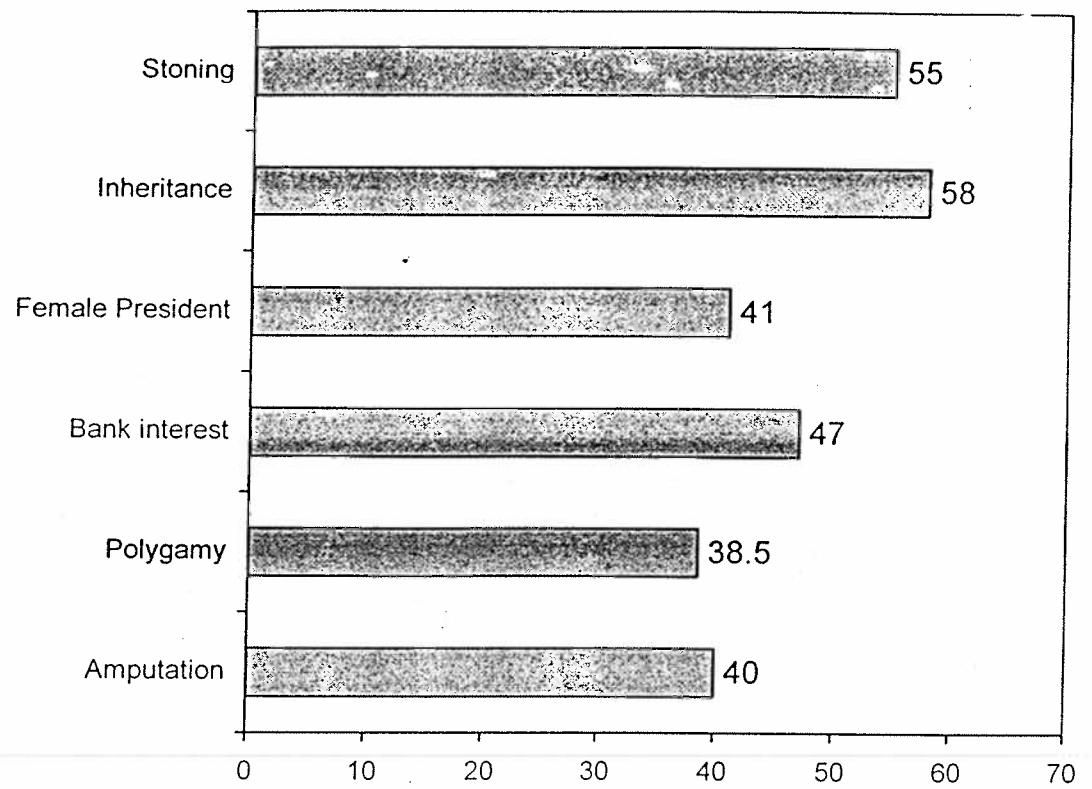 Stoning 55
Inheritance 58
Female President 41
Bank interest 47
Polygamy 38.5
Amputation 40
0 10 20 30 40 50 60 70